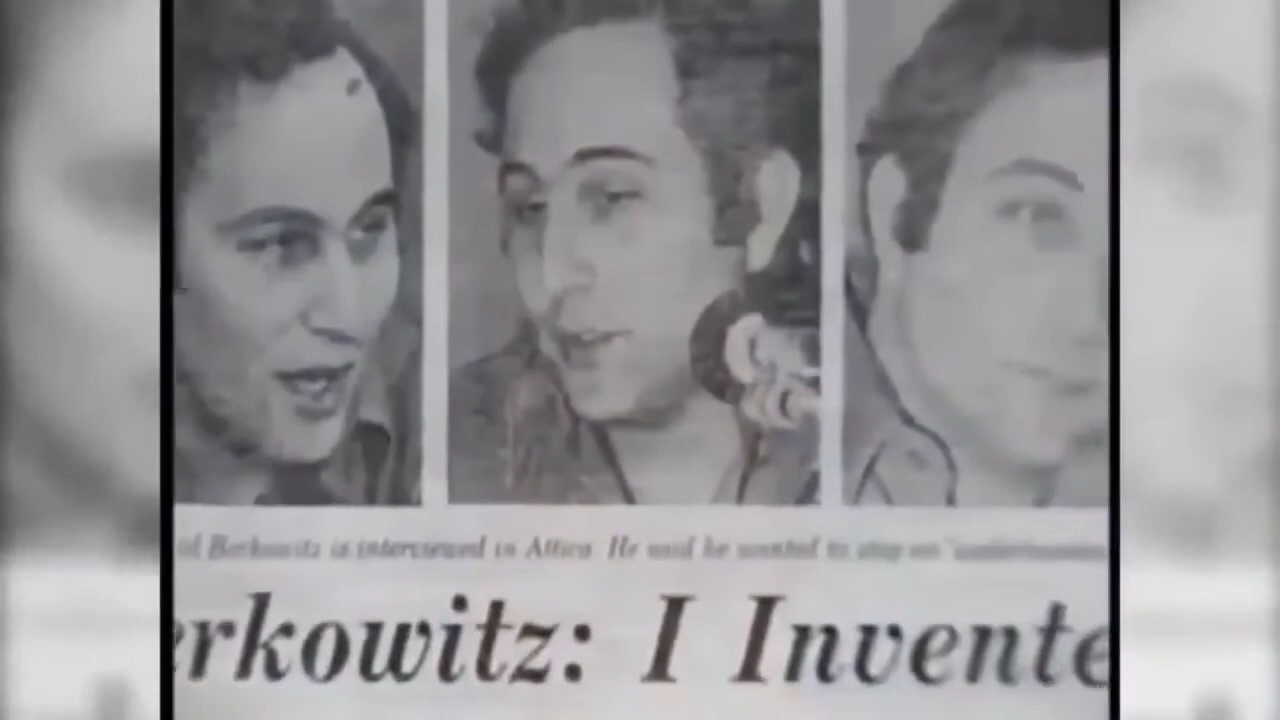 id Berkowitz is interviewed in Attica. He said he wanted to stop an
erkowitz: I Invente